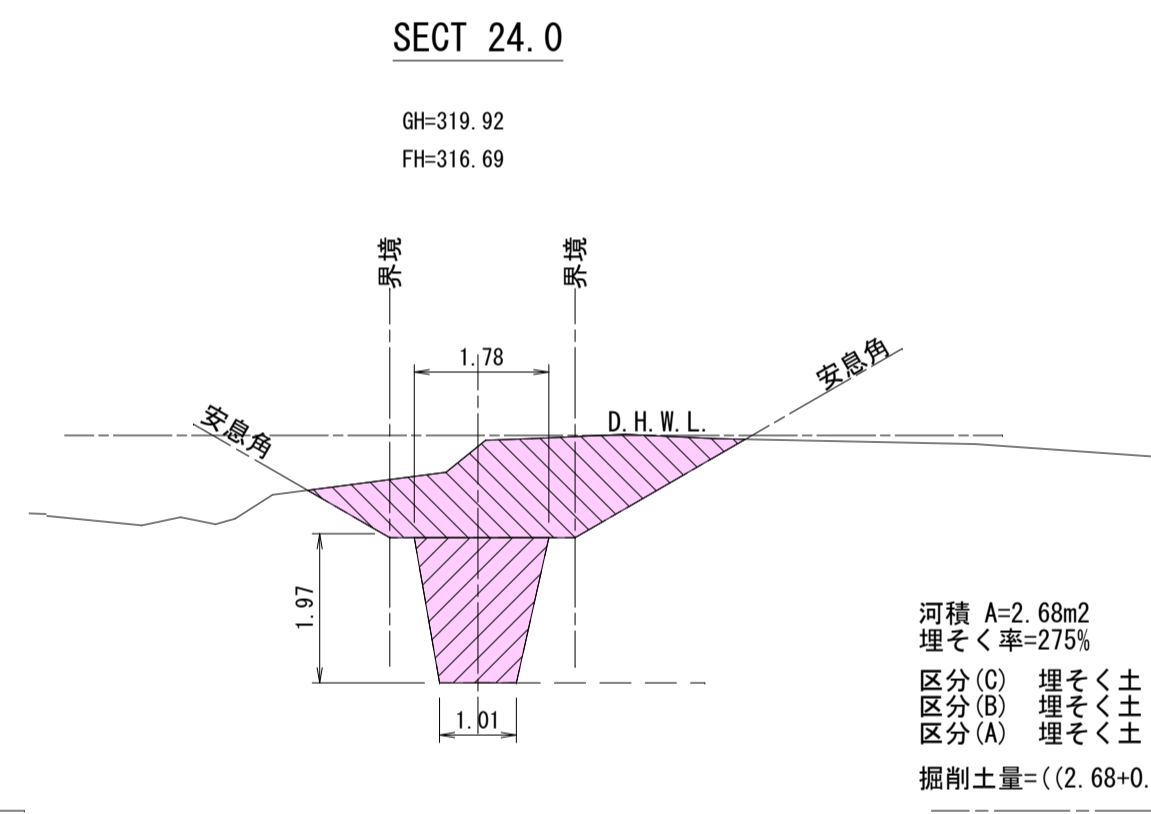 SECT 24.0
GH=319.92
FH=316.69
界境
界境
1.78
安息角
安息角
D.H.W.L.
1.97
1.01
河積 A=2.68m2
埋そく率=275%
区分(C) 埋そく土
区分(B) 埋そく土
区分(A) 埋そく土
掘削土量=((2.68+0.